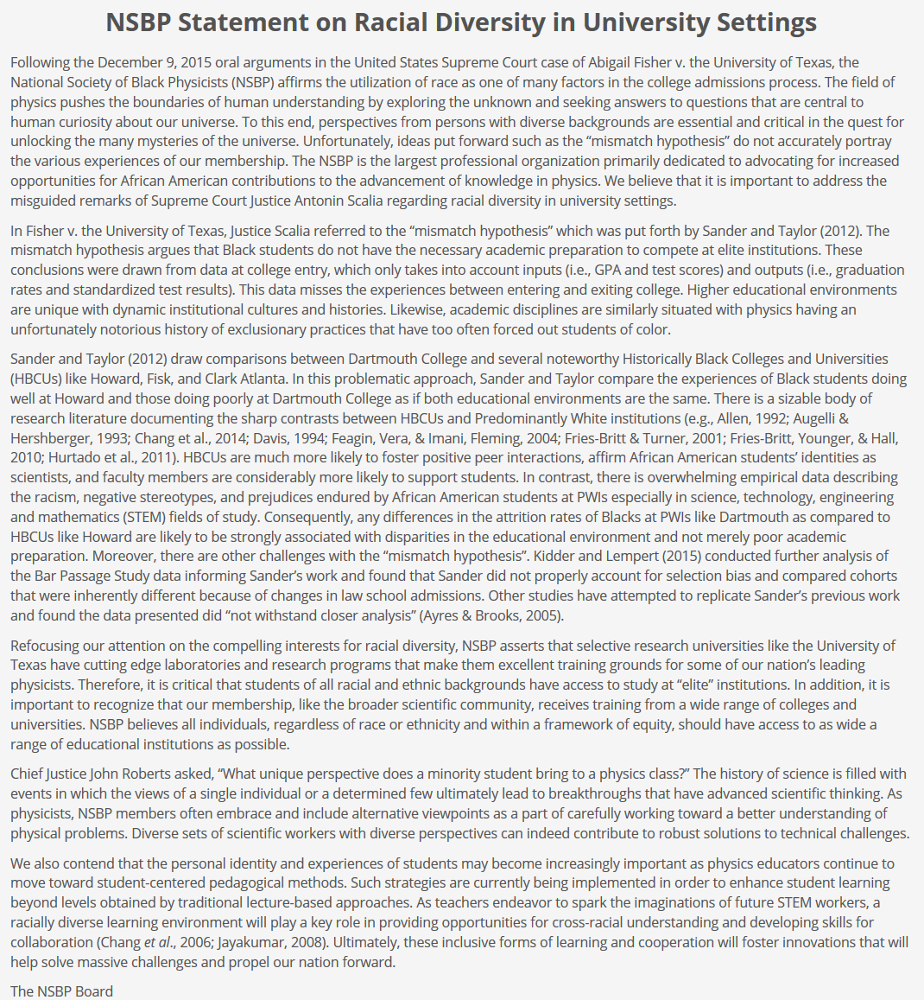 NSBP Statement on Racial Diversity in University Settings
Following the December 9, 2015 oral arguments in the United States Supreme Court case of Abigail Fisher v. the University of Texas, the
National Society of Black Physicists (NSBP) affirms the utilization of race as one of many factors in the college admissions process. The field of
physics pushes the boundaries of human understanding by exploring the unknown and seeking answers to questions that are central to
human curiosity about our universe. To this end, perspectives from persons with diverse backgrounds are essential and critical in the quest for
unlocking the many mysteries of the universe. Unfortunately, ideas put forward such as the “mismatch hypothesis” do not accurately portray
the various experiences of our membership. The NSBP is the largest professional organization primarily dedicated to advocating for increased
opportunities for African American contributions to the advancement of knowledge in physics. We believe that it is important to address the
misguided remarks of Supreme Court Justice Antonin Scalia regarding racial diversity in university settings.
In Fisher v. the University of Texas, Justice Scalia referred to the “mismatch hypothesis” which was put forth by Sander and Taylor (2012). The
mismatch hypothesis argues that Black students do not have the necessary academic preparation to compete at elite institutions. These
conclusions were drawn from data at college entry, which only takes into account inputs (i.e., GPA and test scores) and outputs (i.e., graduation
rates and standardized test results). This data misses the experiences between entering and exiting college. Higher educational environments
are unique with dynamic institutional cultures and histories. Likewise, academic disciplines are similarly situated with physics having an
unfortunately notorious history of exclusionary practices that have too often forced out students of color.
Sander and Taylor (2012) draw comparisons between Dartmouth College and several noteworthy Historically Black Colleges and Universities
(HBCUs) like Howard, Fisk, and Clark Atlanta. In this problematic approach, Sander and Taylor compare the experiences of Black students doing
well at Howard and those doing poorly at Dartmouth College as if both educational environments are the same. There is a sizable body of
research literature documenting the sharp contrasts between HBCUs and Predominantly White institutions (e.g., Allen, 1992; Augelli &
Hershberger, 1993; Chang et al., 2014; Davis, 1994; Feagin, Vera, & Imani, Fleming, 2004; Fries-Britt & Turner, 2001; Fries-Britt, Younger, & Hall,
2010; Hurtado et al., 2011). HBCUs are much more likely to foster positive peer interactions, affirm African American students’ identities as
scientists, and faculty members are considerably more likely to support students. In contrast, there is overwhelming empirical data describing
the racism, negative stereotypes, and prejudices endured by African American students at PWIs especially in science, technology, engineering
and mathematics (STEM) fields of study. Consequently, any differences in the attrition rates of Blacks at PWIs like Dartmouth as compared to
HBCUs like Howard are likely to be strongly associated with disparities in the educational environment and not merely poor academic
preparation. Moreover, there are other challenges with the “mismatch hypothesis”. Kidder and Lempert (2015) conducted further analysis of
the Bar Passage Study data informing Sander’s work and found that Sander did not properly account for selection bias and compared cohorts
that were inherently different because of changes in law school admissions. Other studies have attempted to replicate Sander’s previous work
and found the data presented did “not withstand closer analysis” (Ayres & Brooks, 2005).
Refocusing our attention on the compelling interests for racial diversity, NSBP asserts that selective research universities like the University of
Texas have cutting edge laboratories and research programs that make them excellent training grounds for some of our nation’s leading
physicists. Therefore, it is critical that students of all racial and ethnic backgrounds have access to study at “elite” institutions. In addition, it is
important to recognize that our membership, like the broader scientific community, receives training from a wide range of colleges and
universities. NSBP believes all individuals, regardless of race or ethnicity and within a framework of equity, should have access to as wide a
range of educational institutions as possible.
Chief Justice John Roberts asked, “What unique perspective does a minority student bring to a physics class?” The history of science is filled with
events in which the views of a single individual or a determined few ultimately lead to breakthroughs that have advanced scientific thinking. As
physicists, NSBP members often embrace and include alternative viewpoints as a part of carefully working toward a better understanding of
physical problems. Diverse sets of scientific workers with diverse perspectives can indeed contribute to robust solutions to technical challenges.
We also contend that the personal identity and experiences of students may become increasingly important as physics educators continue to
move toward student-centered pedagogical methods. Such strategies are currently being implemented in order to enhance student learning
beyond levels obtained by traditional lecture-based approaches. As teachers endeavor to spark the imaginations of future STEM workers, a
racially diverse learning environment will play a key role in providing opportunities for cross-racial understanding and developing skills for
collaboration (Chang et al., 2006; Jayakumar, 2008). Ultimately, these inclusive forms of learning and cooperation will foster innovations that will
help solve massive challenges and propel our nation forward.
The NSBP Board